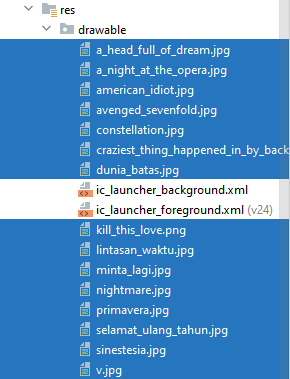 res
drawable
a_head_full_of_dream.jpg
a_night_at_the_opera.jpg
american_idiot.jpg
avenged_sevenfold.jpg
constellation.jpg
craziest_thing_happened_in_by_back
dunia_batas.jpg
ic_launcher_background.xml
ic_launcher_foreground.xml (v24)
kill_this_love.png
lintasan_waktu.jpg
minta_lagi.jpg
nightmare.jpg
primavera.jpg
selamat_ulang_tahun.jpg
sinestesia.jpg
v.jpg